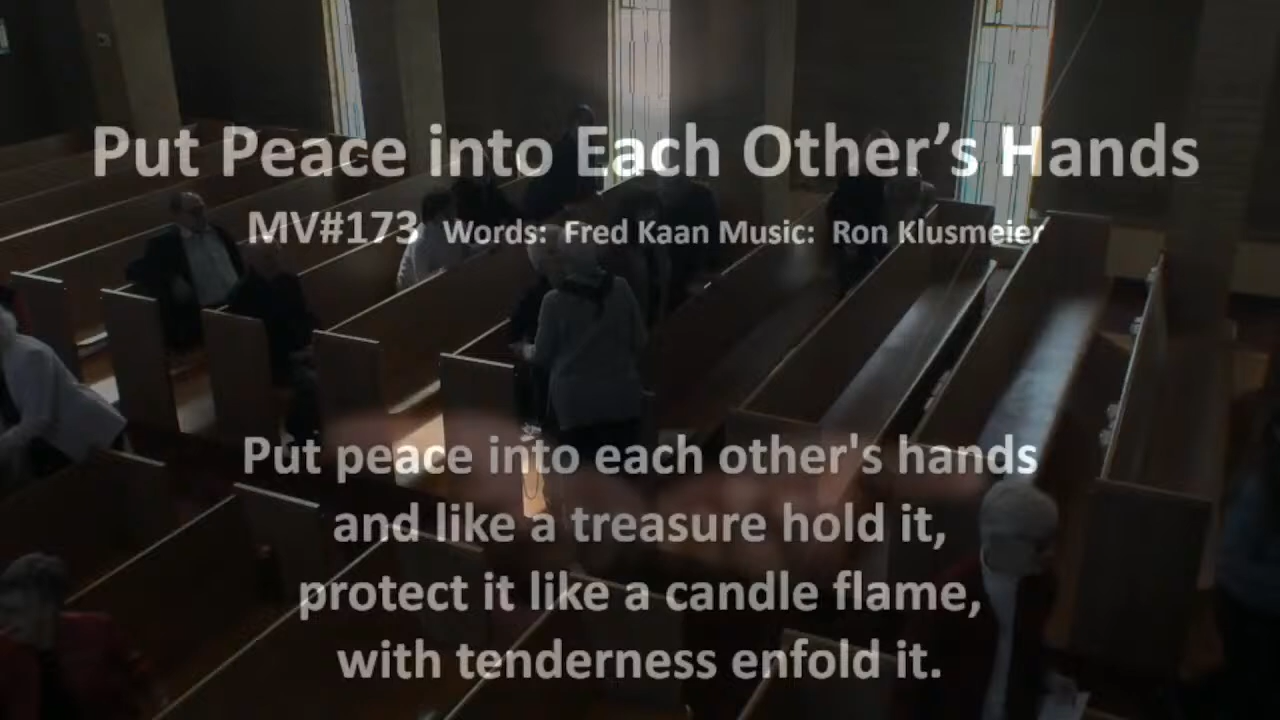 Put Peace into Each Other’s Hands
MV#173 Words: Fred Kaan Music: Ron Klusmeier
Put peace into each other's hands
and like a treasure hold it,
protect it like a candle flame,
with tenderness enfold it.